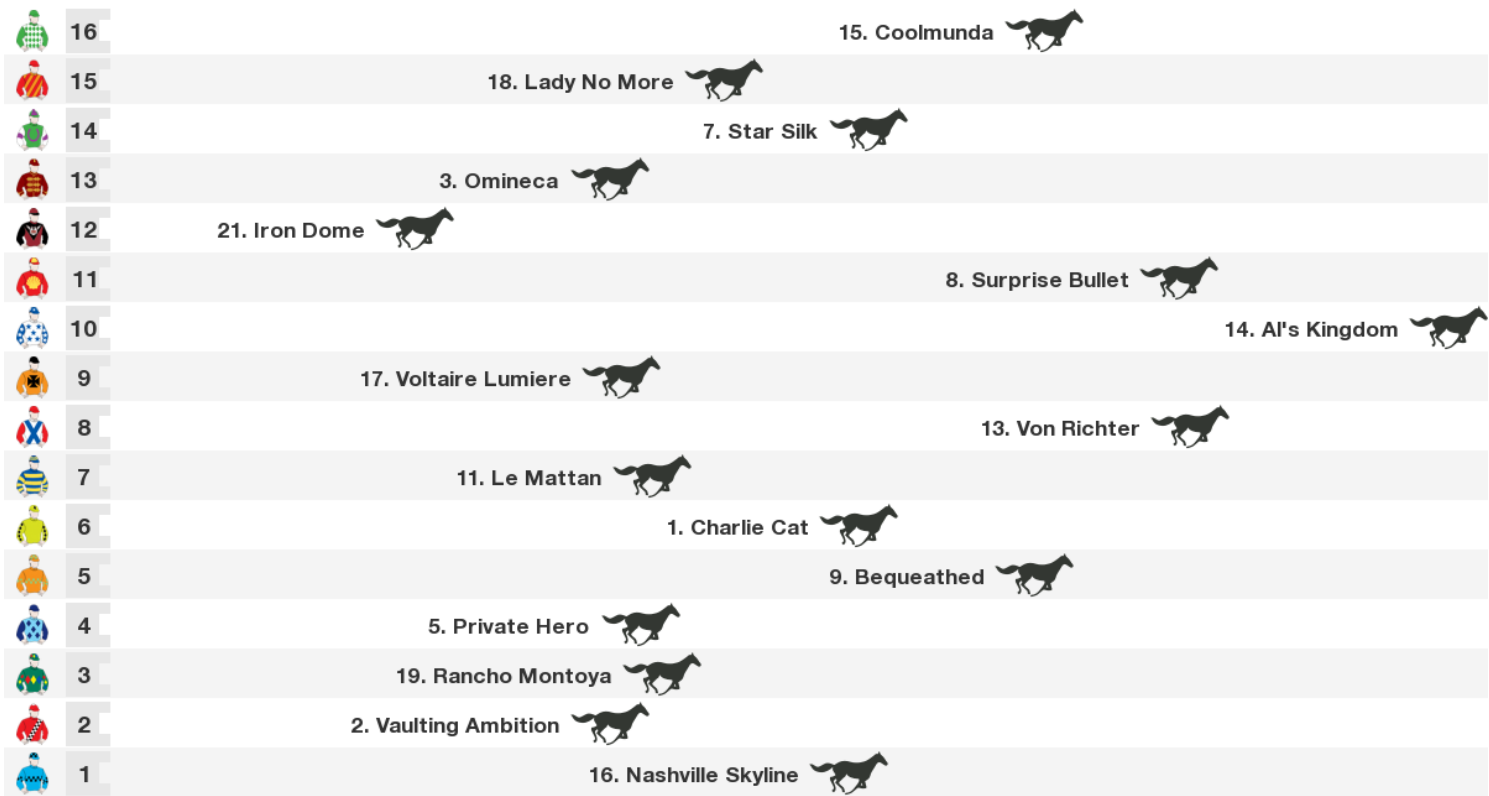 16 15. Coolmunda
15 18. Lady No More
14 7. Star Silk
13 3. Omineca
12 21. Iron Dome
11 8. Surprise Bullet
10 14. Al's Kingdom
9 17. Voltaire Lumiere
8 13. Von Richter
7 11. Le Mattan
6 1. Charlie Cat
5 9. Bequeathed
4 5. Private Hero
3 19. Rancho Montoya
2 2. Vaulting Ambition
1 16. Nashville Skyline